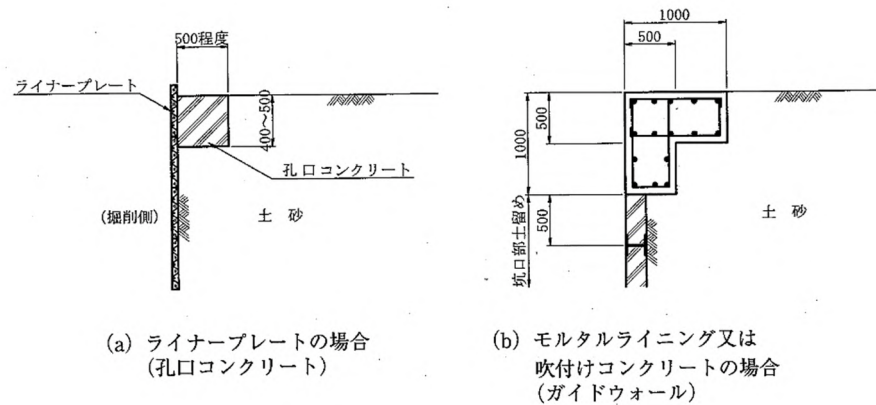 500程度
ライナープレート
400~500
孔口コンクリート
(掘削側)
土砂
(a) ライナープレートの場合
(孔口コンクリート)
1000
500
1000
500
500
坑口部土留め
土砂
(b) モルタルライニング又は
吹付けコンクリートの場合
(ガイドウォール)